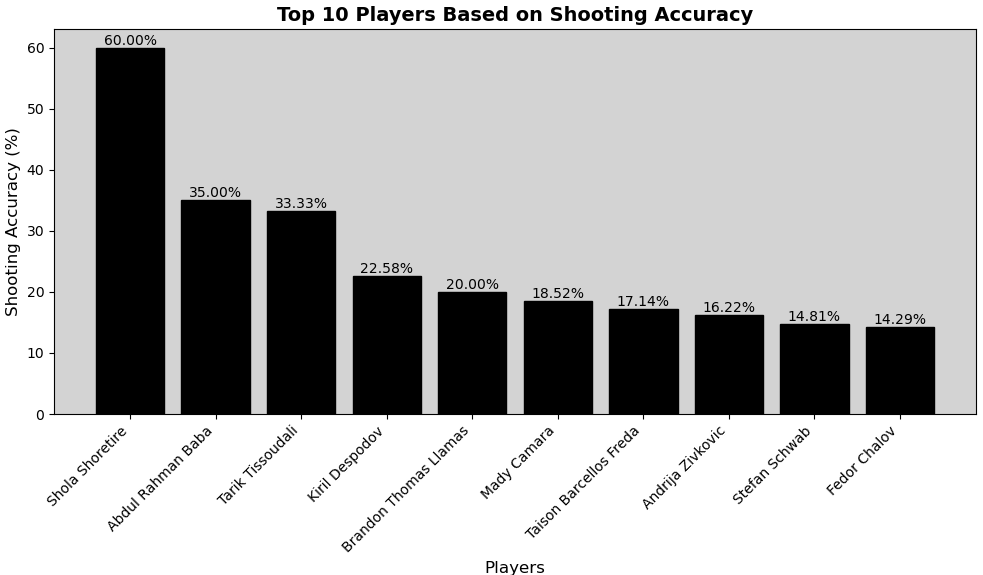 Top 10 Players Based on Shooting Accuracy
Shooting Accuracy (%)
60
50
40
30
20
10
0
60.00%
35.00%
33.33%
22.58%
20.00%
18.52%
17.14%
16.22%
14.81%
14.29%
Shola Shoretire
Abdul Rahman Baba
Tarik Tissoudali
Kiril Despodov
Brandon Thomas Llamas
Mady Camara
Taison Barcellos Freda
Andrija Zivkovic
Stefan Schwab
Fedor Chalov
Players